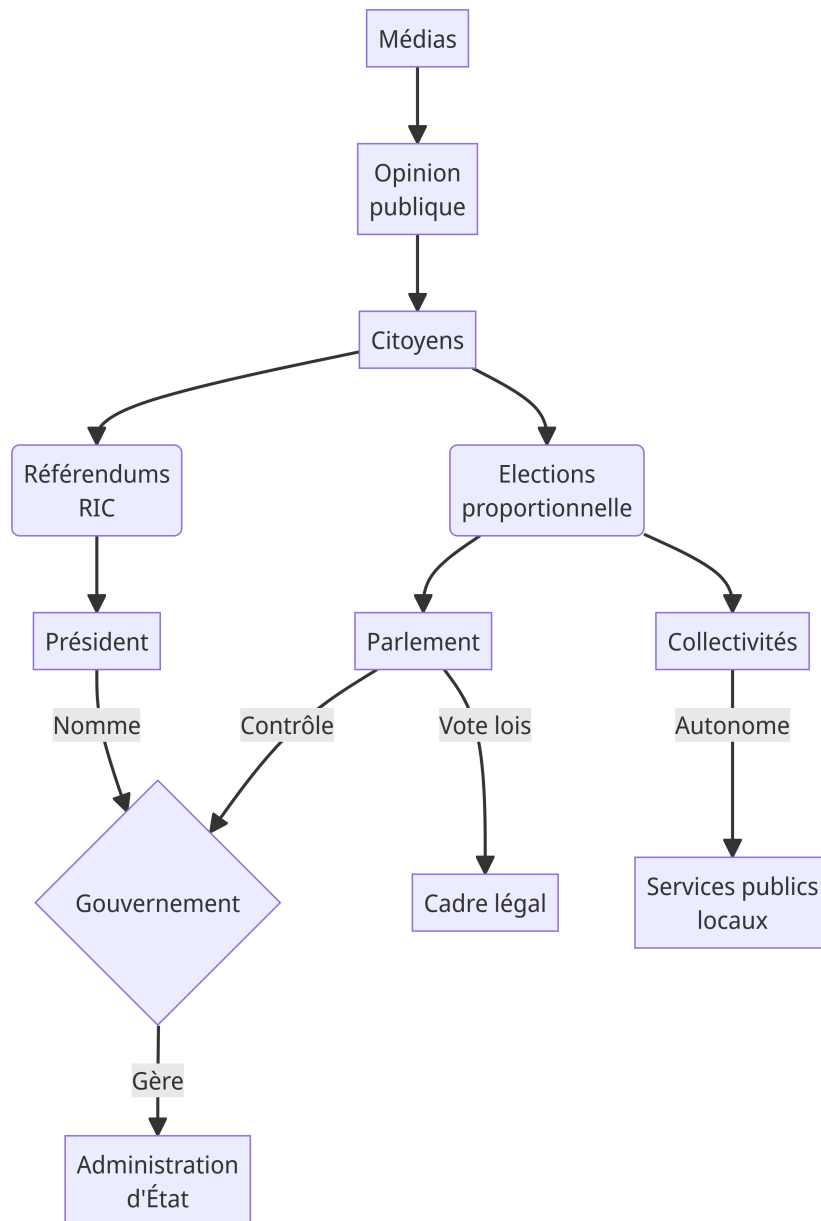 Médias
Opinion
publique
Citoyens
Référendums
RIC
Elections
proportionnelle
Président
Parlement
Collectivités
Nomme
Contrôle
Vote lois
Autonome
Gouvernement
Cadre légal
Services publics
locaux
Gère
Administration
d'État